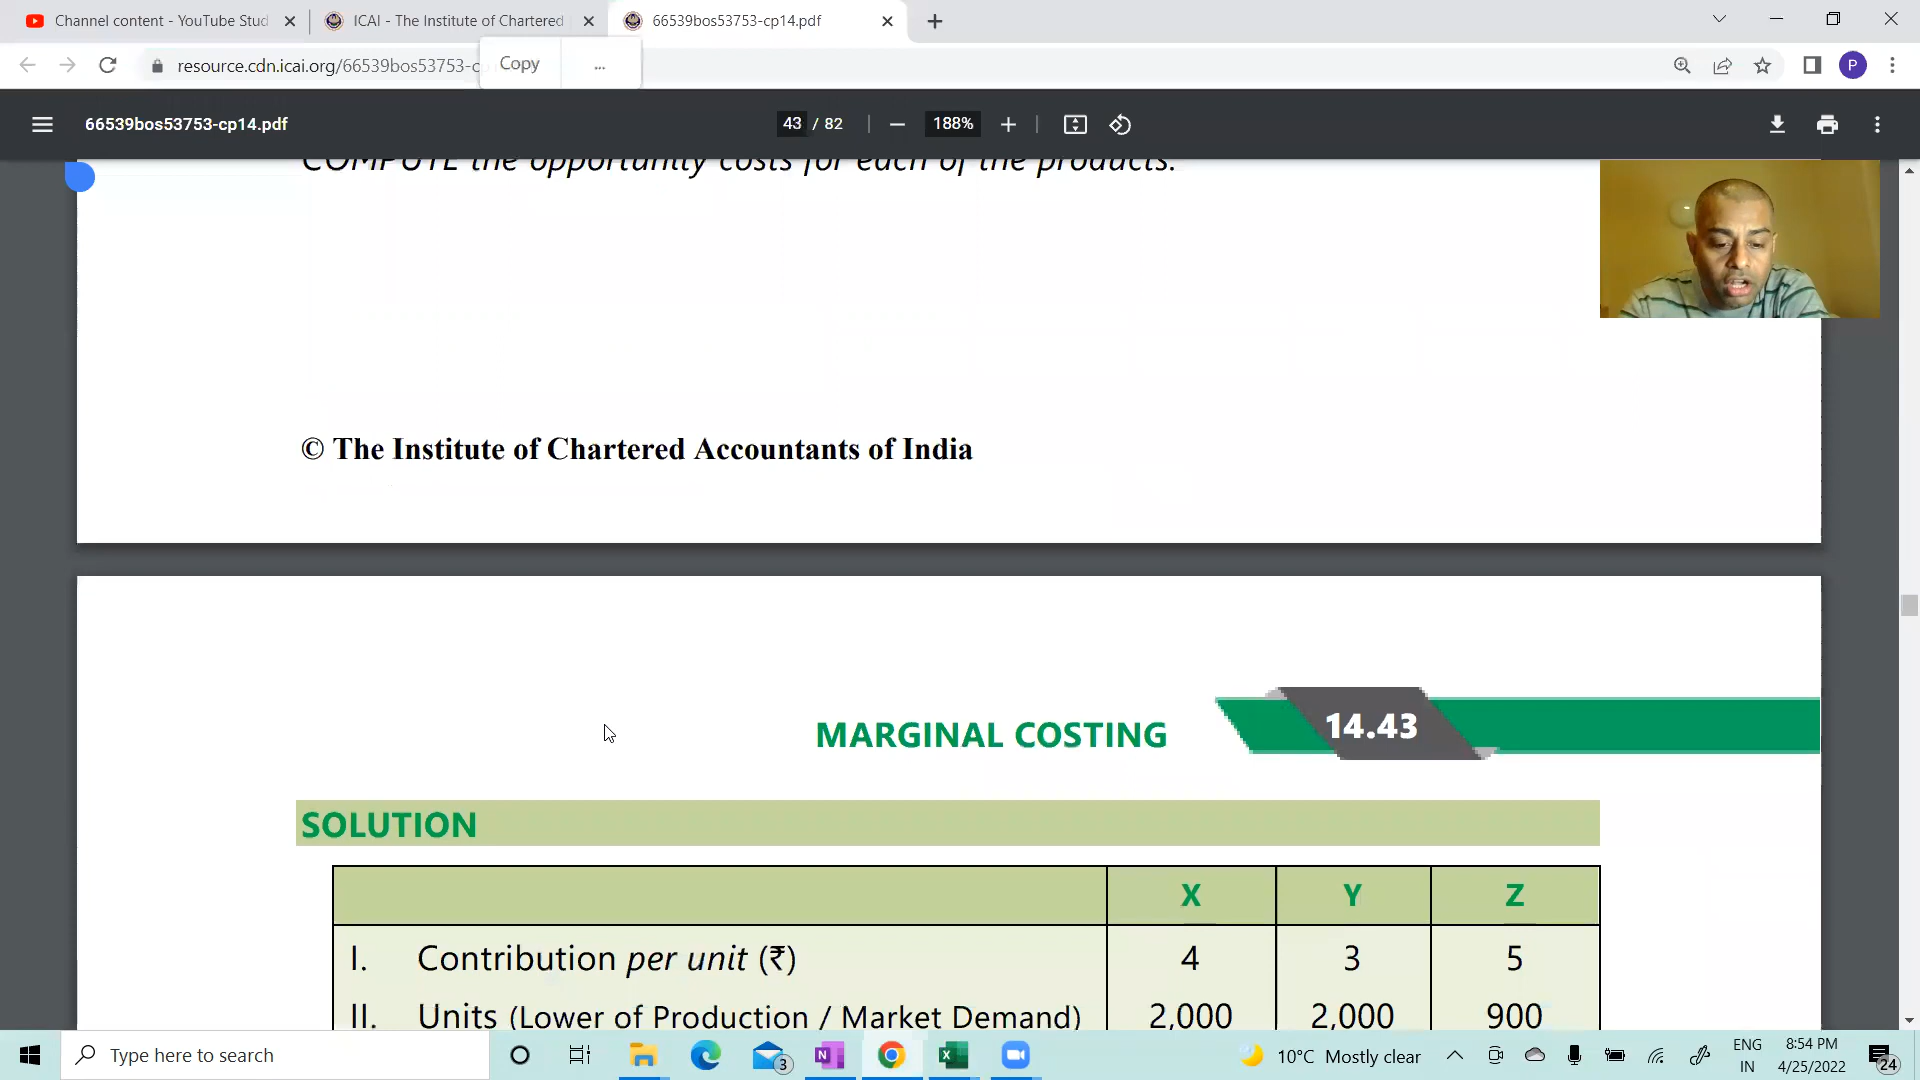 Channel content - YouTube Stud
ICAI - The Institute of Chartered
66539bos53753-cp14.pdf
resource.cdn.icai.org/66539bos53753-c
Copy
...
P
66539bos53753-cp14.pdf
43 / 82
188%
COMPUTE the opportunity costs for each of the products.
© The Institute of Chartered Accountants of India
MARGINAL COSTING
14.43
SOLUTION
X Y Z
I. Contribution per unit (₹) 4 3 5
II. Units (Lower of Production / Market Demand) 2,000 2,000 900
Type here to search
3
10°C Mostly clear
ENG
IN
8:54 PM
4/25/2022
24